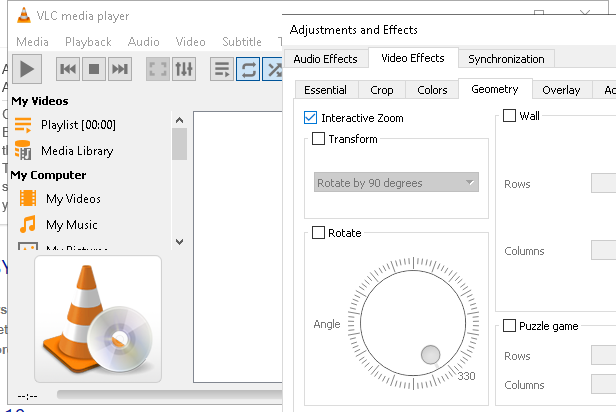 VLC media player
Media Playback Audio Video Subtitle
My Videos
Playlist [00:00]
Media Library
My Computer
My Videos
My Music
My Pictures
--:--
Adjustments and Effects
Audio Effects Video Effects Synchronization
Essential Crop Colors Geometry Overlay
Interactive Zoom
Transform
Rotate by 90 degrees
Rotate
Angle
330
Wall
Rows
Columns
Puzzle game
Rows
Columns